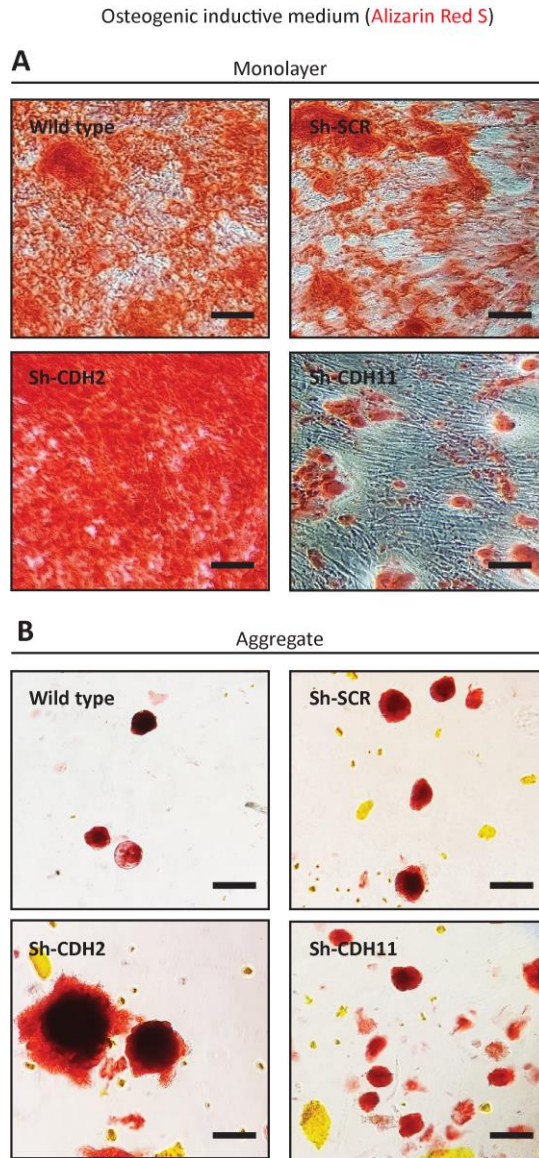 Osteogenic inductive medium (Alizarin Red S)
A
Monolayer
Wild type
Sh-SCR
Sh-CDH2
Sh-CDH11
B
Aggregate
Wild type
Sh-SCR
Sh-CDH2
Sh-CDH11